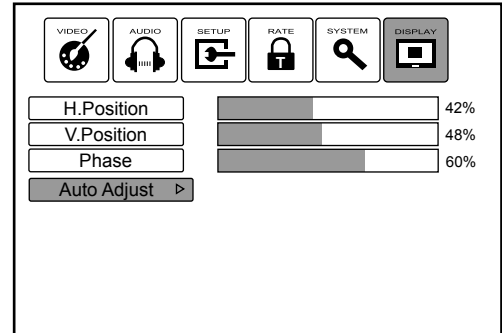 VIDEO AUDIO SETUP RATE SYSTEM DISPLAY
T
H.Position 42%
V.Position 48%
Phase 60%
Auto Adjust